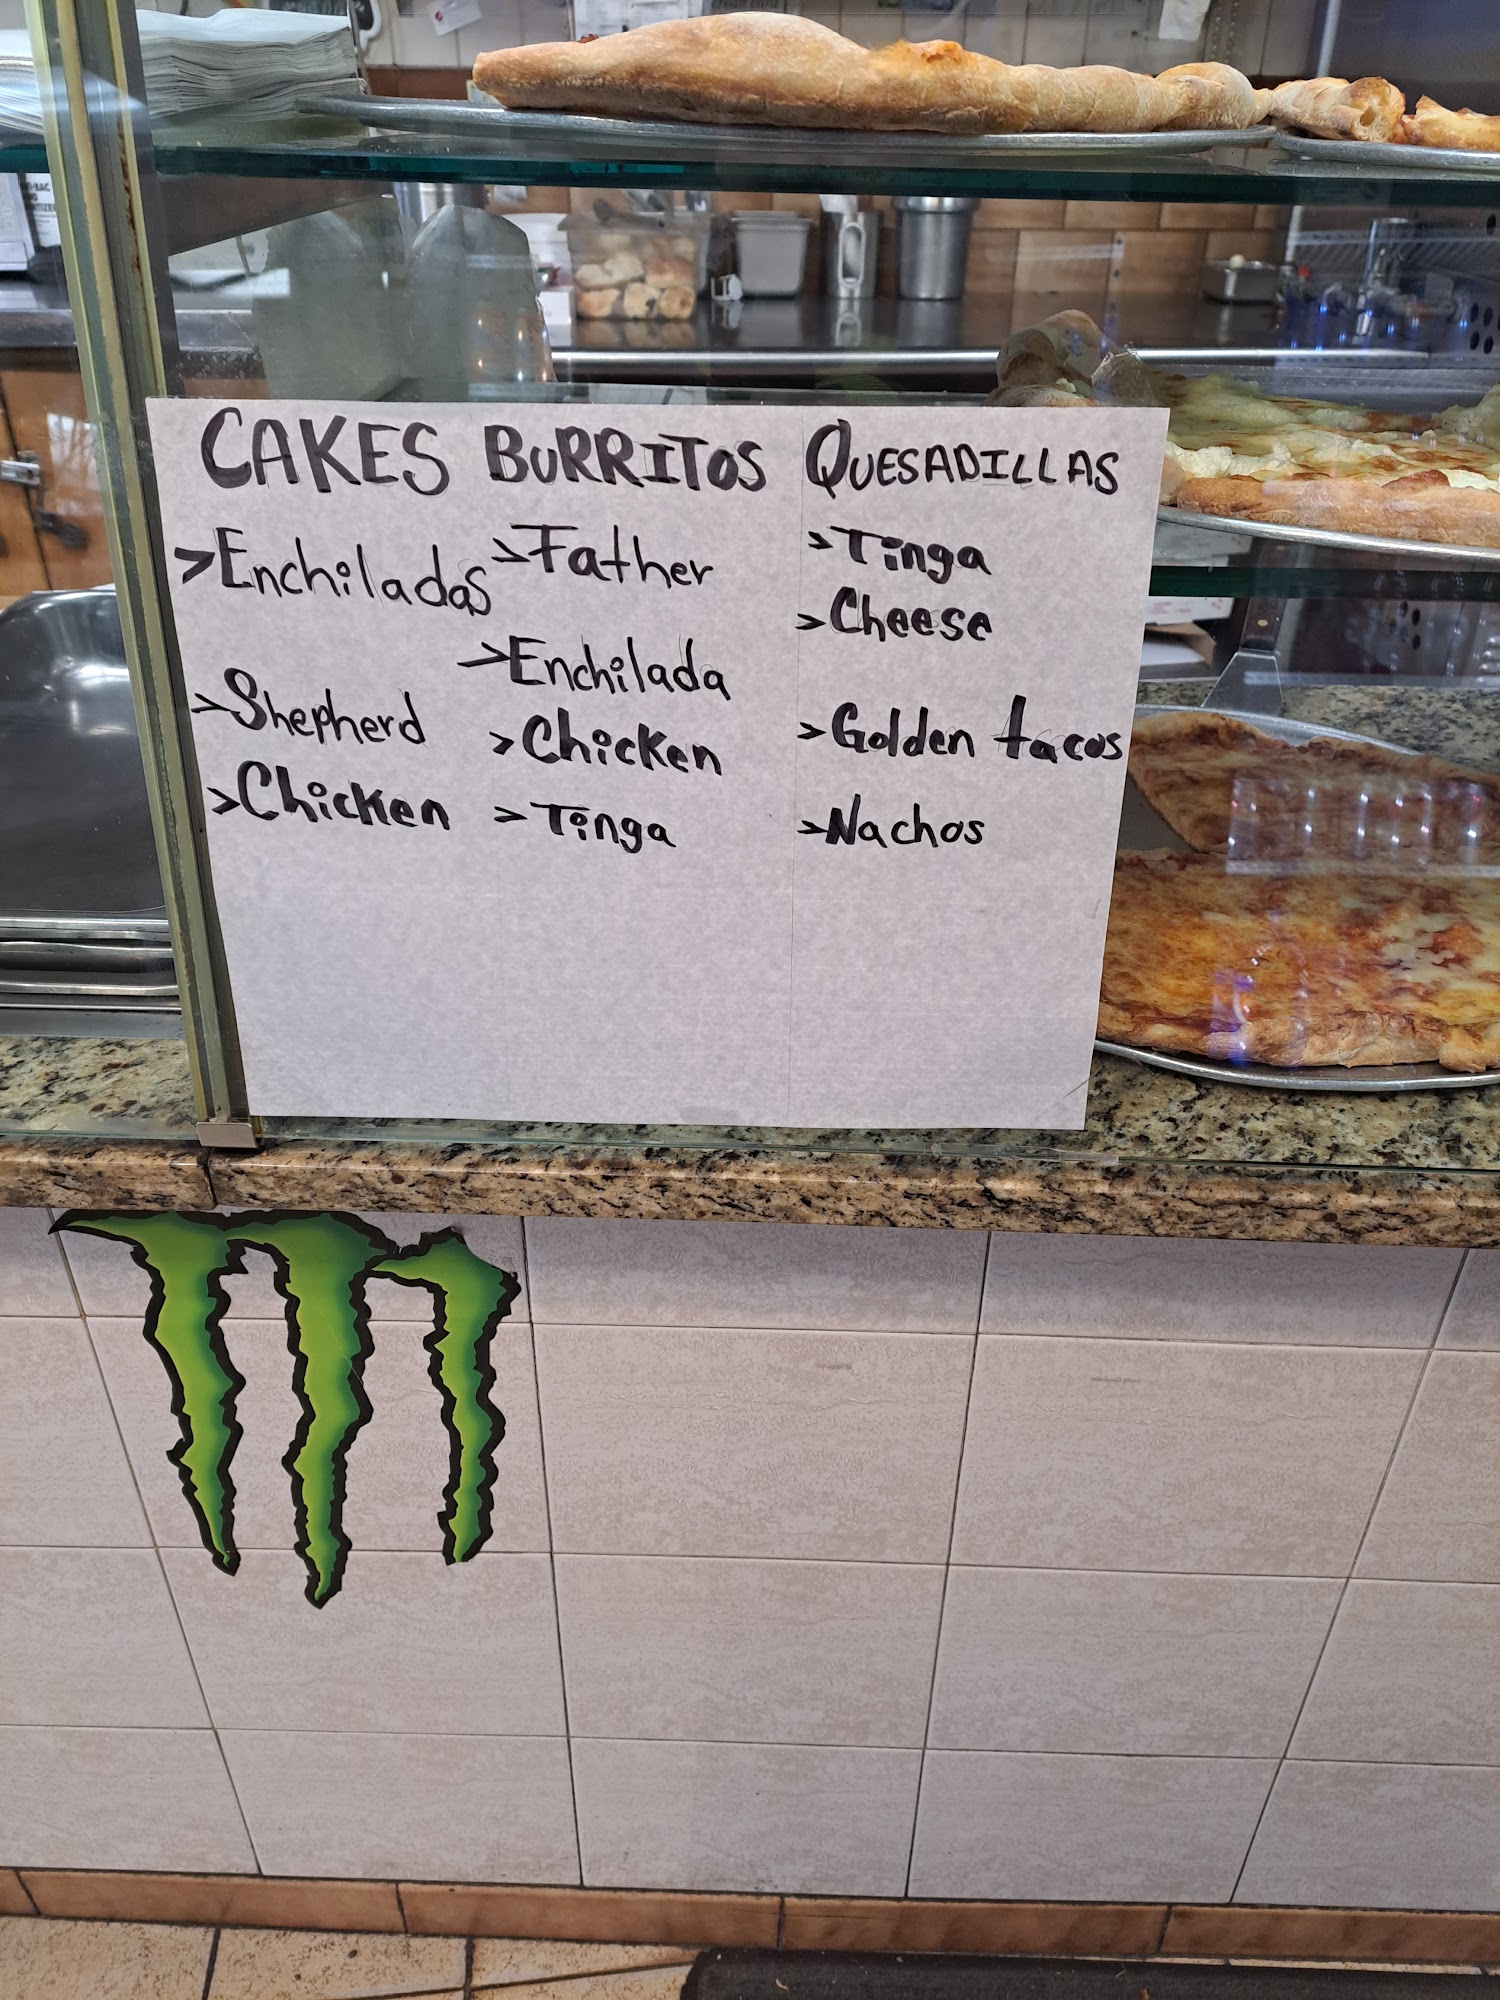 CAKES
>Enchiladas
>Shepherd
>Chicken
BURRITOS
>Father
>Enchilada
>Chicken
>Tinga
QUESADILLAS
>Tinga
>Cheese
>Golden tacos
>Nachos